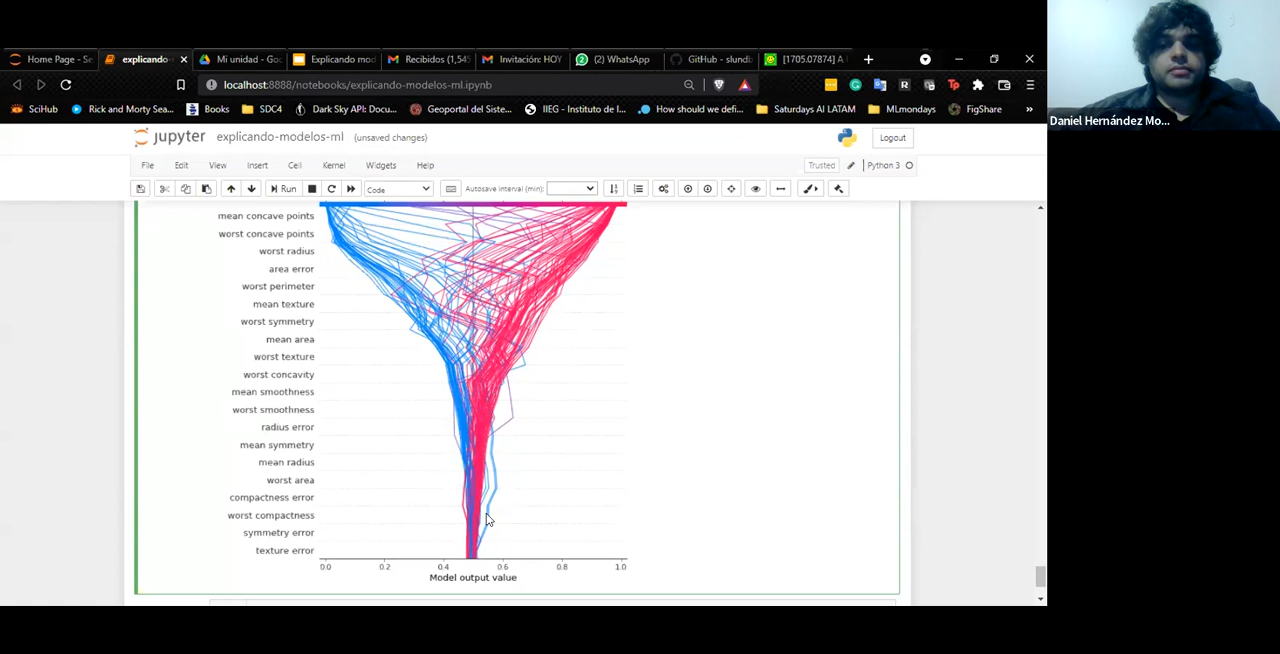 Home Page - Se
explicando-
Mi unidad - Goo
Explicando mod
Recibidos (1,545
Invitación: HOY
(2) WhatsApp
GitHub - slundb
[1705.07874] A
localhost:8888/notebooks/explicando-modelos-ml.ipynb
SciHub
Rick and Morty Sea...
Books
SDC4
Dark Sky API: Docu...
Geoportal del Siste...
IIEG - Instituto de I...
How should we defi...
Saturdays AI LATAM
MLmondays
FigShare
Daniel Hernández Mo...
jupyter explicando-modelos-ml (unsaved changes)
Logout
File Edit View Insert Cell Kernel Widgets Help
Trusted
Python 3
Run
Code
Autosave interval (min):
mean concave points
worst concave points
worst radius
area error
worst perimeter
mean texture
worst symmetry
mean area
worst texture
worst concavity
mean smoothness
worst smoothness
radius error
mean symmetry
mean radius
worst area
compactness error
worst compactness
symmetry error
texture error
0.0 0.2 0.4 0.6 0.8 1.0
Model output value